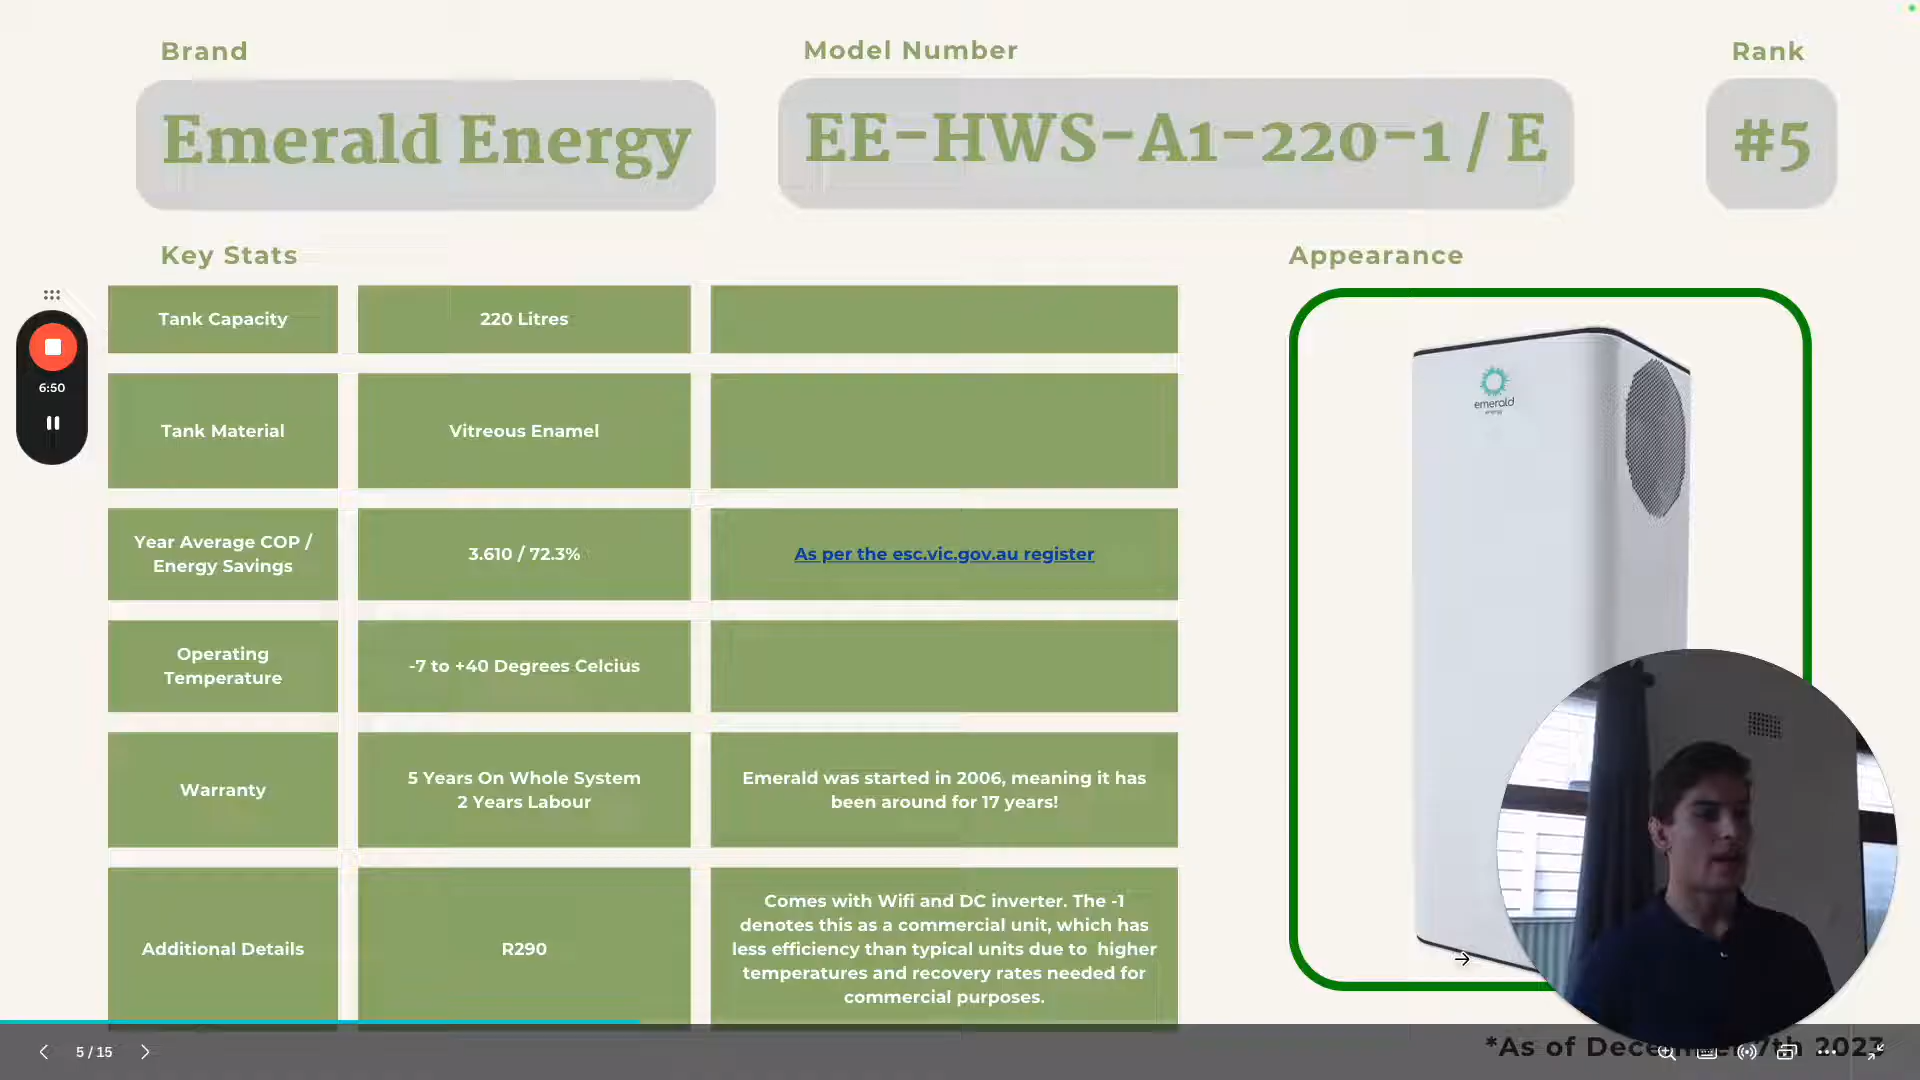 Brand
Model Number
Rank
Emerald Energy
EE-HWS-A1-220-1 / E
#5
Key Stats
Appearance
Tank Capacity
220 Litres
Tank Material
Vitreous Enamel
Year Average COP /
Energy Savings
3.610 / 72.3%
As per the esc.vic.gov.au register
Operating
Temperature
-7 to +40 Degrees Celcius
Warranty
5 Years On Whole System
2 Years Labour
Emerald was started in 2006, meaning it has
been around for 17 years!
Additional Details
R290
Comes with Wifi and DC inverter. The -1
denotes this as a commercial unit, which has
less efficiency than typical units due to higher
temperatures and recovery rates needed for
commercial purposes.
emerald
energy
6:50
5 / 15
*As of 7th 2023